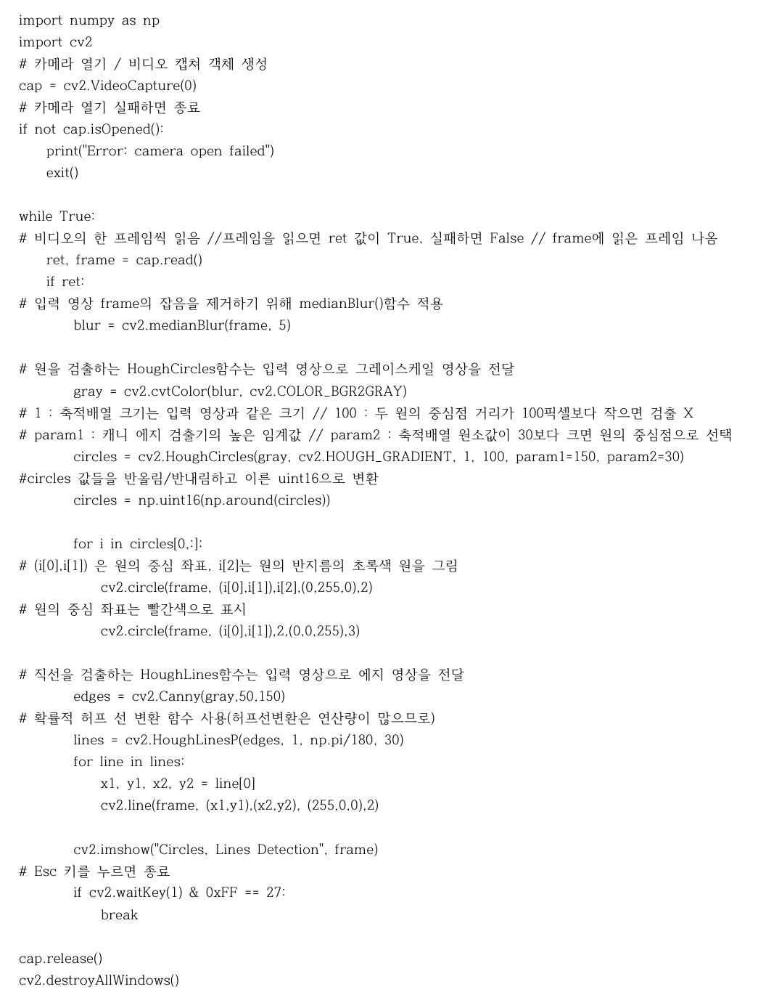 import numpy as np
import cv2
# 카메라 열기 / 비디오 캡쳐 객체 생성
cap = cv2.VideoCapture(0)
# 카메라 열기 실패하면 종료
if not cap.isOpened():
    print("Error: camera open failed")
    exit()

while True:
# 비디오의 한 프레임씩 읽음 //프레임을 읽으면 ret 값이 True, 실패하면 False // frame에 읽은 프레임 나옴
    ret, frame = cap.read()
    if ret:
# 입력 영상 frame의 잡음을 제거하기 위해 medianBlur()함수 적용
        blur = cv2.medianBlur(frame, 5)

# 원을 검출하는 HoughCircles함수는 입력 영상으로 그레이스케일 영상을 전달
        gray = cv2.cvtColor(blur, cv2.COLOR_BGR2GRAY)
# 1 : 축적배열 크기는 입력 영상과 같은 크기 // 100 : 두 원의 중심점 거리가 100픽셀보다 작으면 검출 X
# param1 : 캐니 에지 검출기의 높은 임계값 // param2 : 축적배열 원소값이 30보다 크면 원의 중심점으로 선택
        circles = cv2.HoughCircles(gray, cv2.HOUGH_GRADIENT, 1, 100, param1=150, param2=30)
#circles 값들을 반올림/반내림하고 이른 uint16으로 변환
        circles = np.uint16(np.around(circles))

        for i in circles[0,:]:
# (i[0],i[1]) 은 원의 중심 좌표, i[2]는 원의 반지름의 초록색 원을 그림
            cv2.circle(frame, (i[0],i[1]),i[2],(0,255,0),2)
# 원의 중심 좌표는 빨간색으로 표시
            cv2.circle(frame, (i[0],i[1]),2,(0,0,255),3)

# 직선을 검출하는 HoughLines함수는 입력 영상으로 에지 영상을 전달
        edges = cv2.Canny(gray,50,150)
# 확률적 허프 선 변환 함수 사용(허프선변환은 연산량이 많으므로)
        lines = cv2.HoughLinesP(edges, 1, np.pi/180, 30)
        for line in lines:
            x1, y1, x2, y2 = line[0]
            cv2.line(frame, (x1,y1),(x2,y2), (255,0,0),2)

        cv2.imshow("Circles, Lines Detection", frame)
# Esc 키를 누르면 종료
        if cv2.waitKey(1) & 0xFF == 27:
            break

cap.release()
cv2.destroyAllWindows()